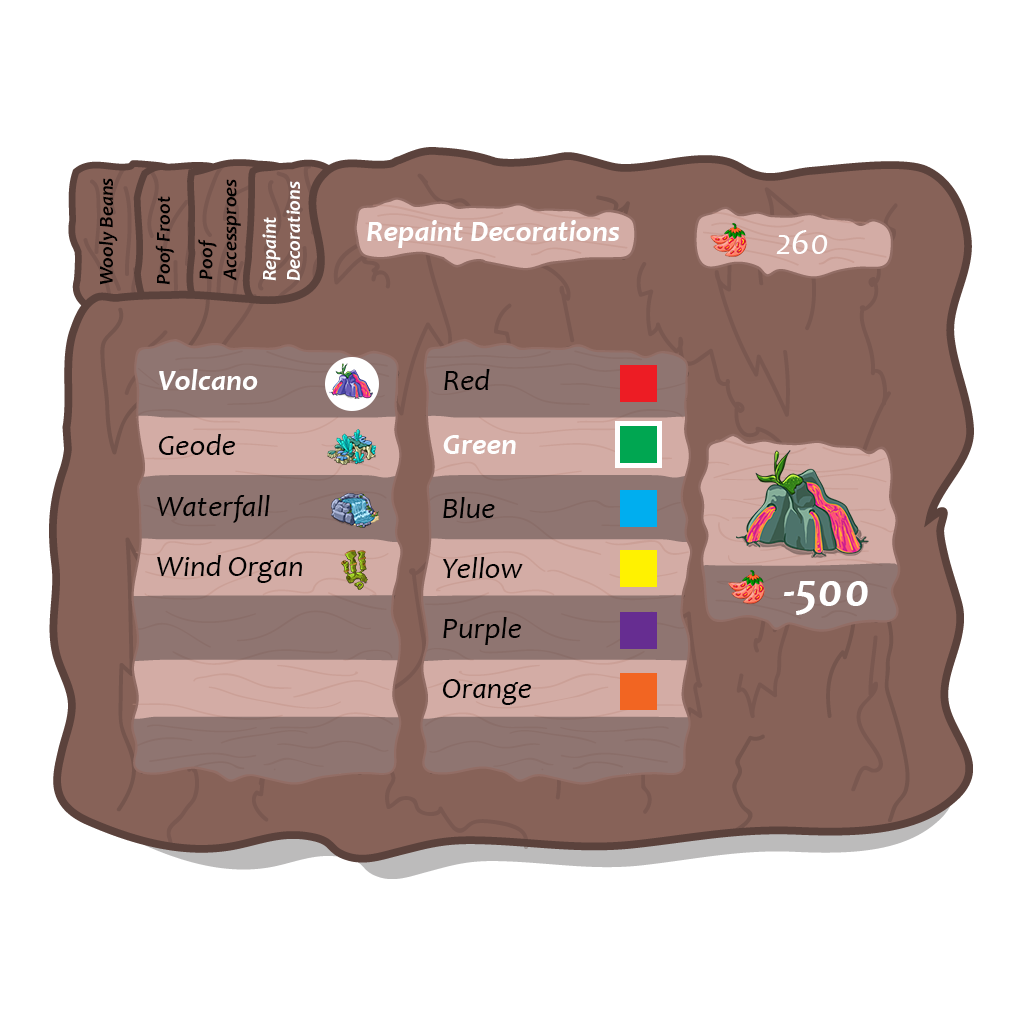 Wooly Beans
Poof Froot
Poof
Accessproes
Repaint
Decorations
Repaint Decorations
260
Volcano
Geode
Waterfall
Wind Organ
Red
Green
Blue
Yellow
Purple
Orange
-500